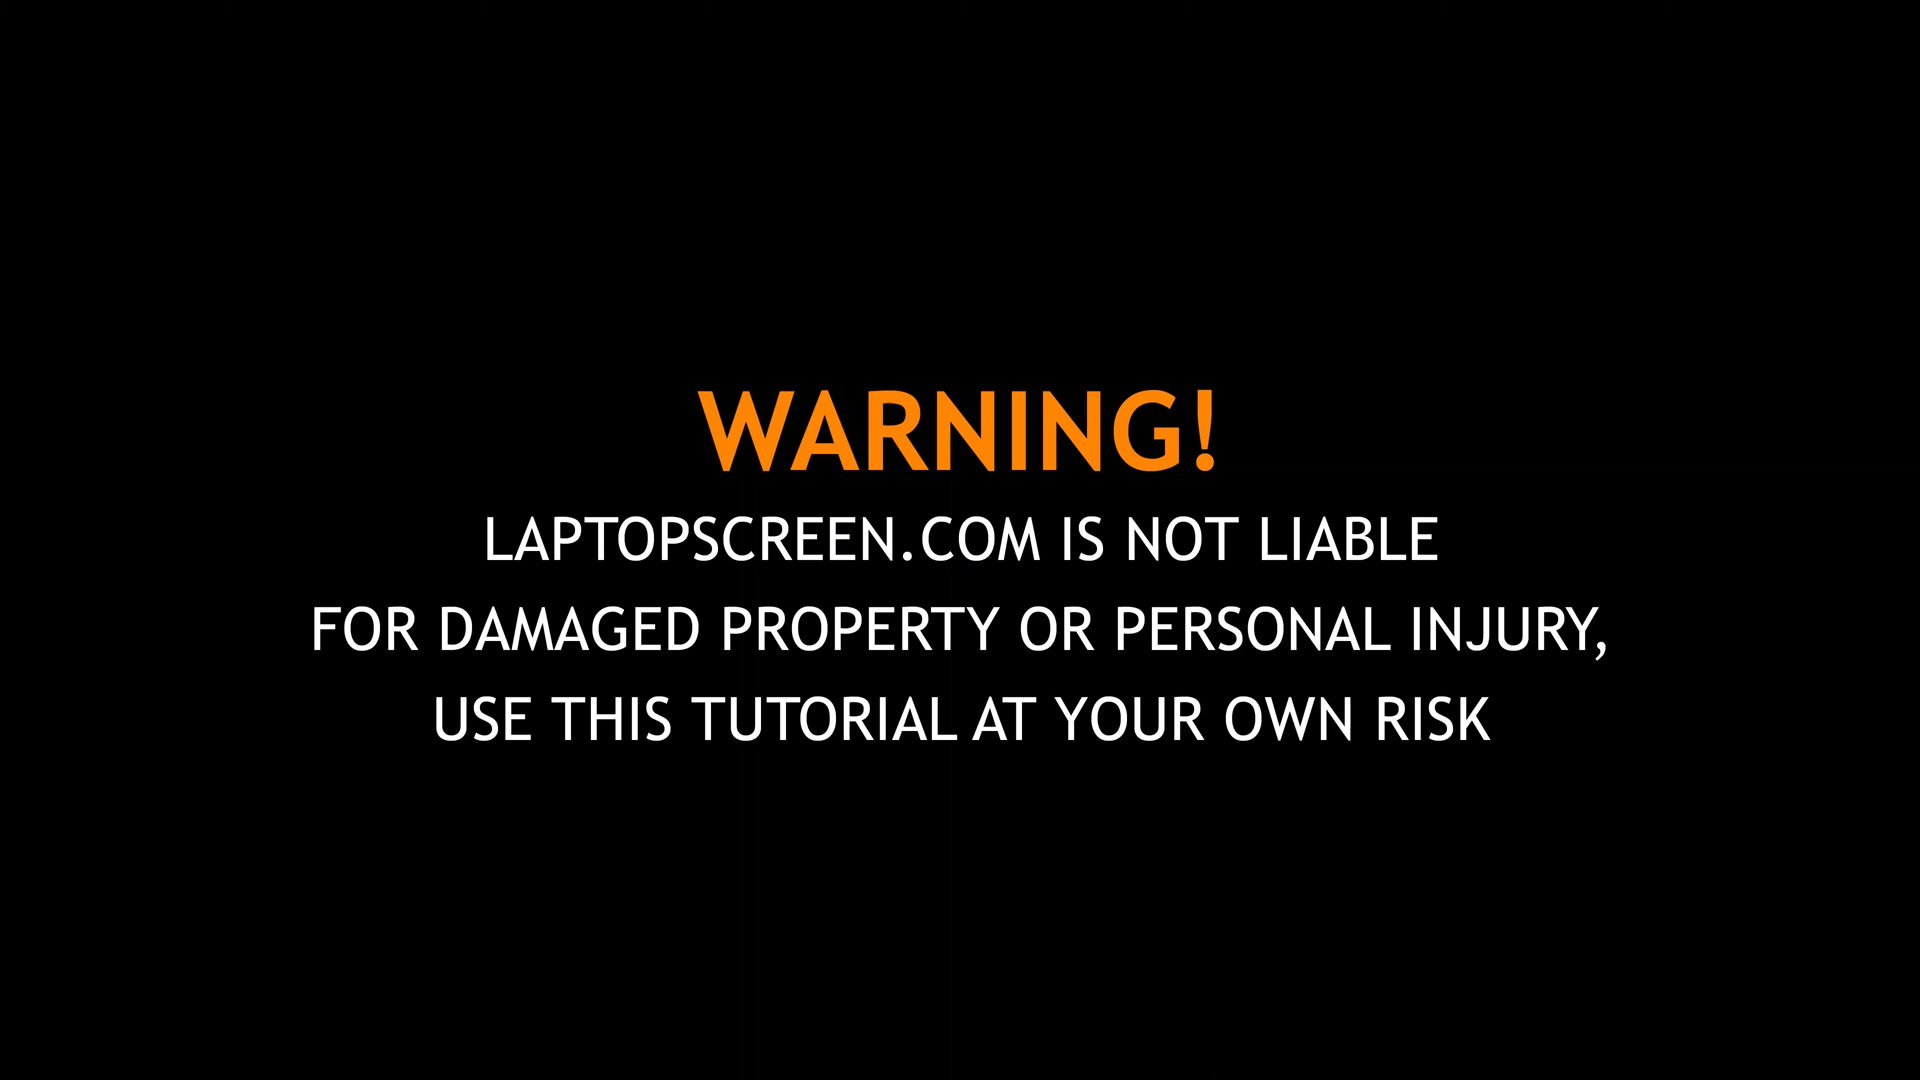 WARNING!
LAPTOPSCREEN.COM IS NOT LIABLE
FOR DAMAGED PROPERTY OR PERSONAL INJURY,
USE THIS TUTORIAL AT YOUR OWN RISK